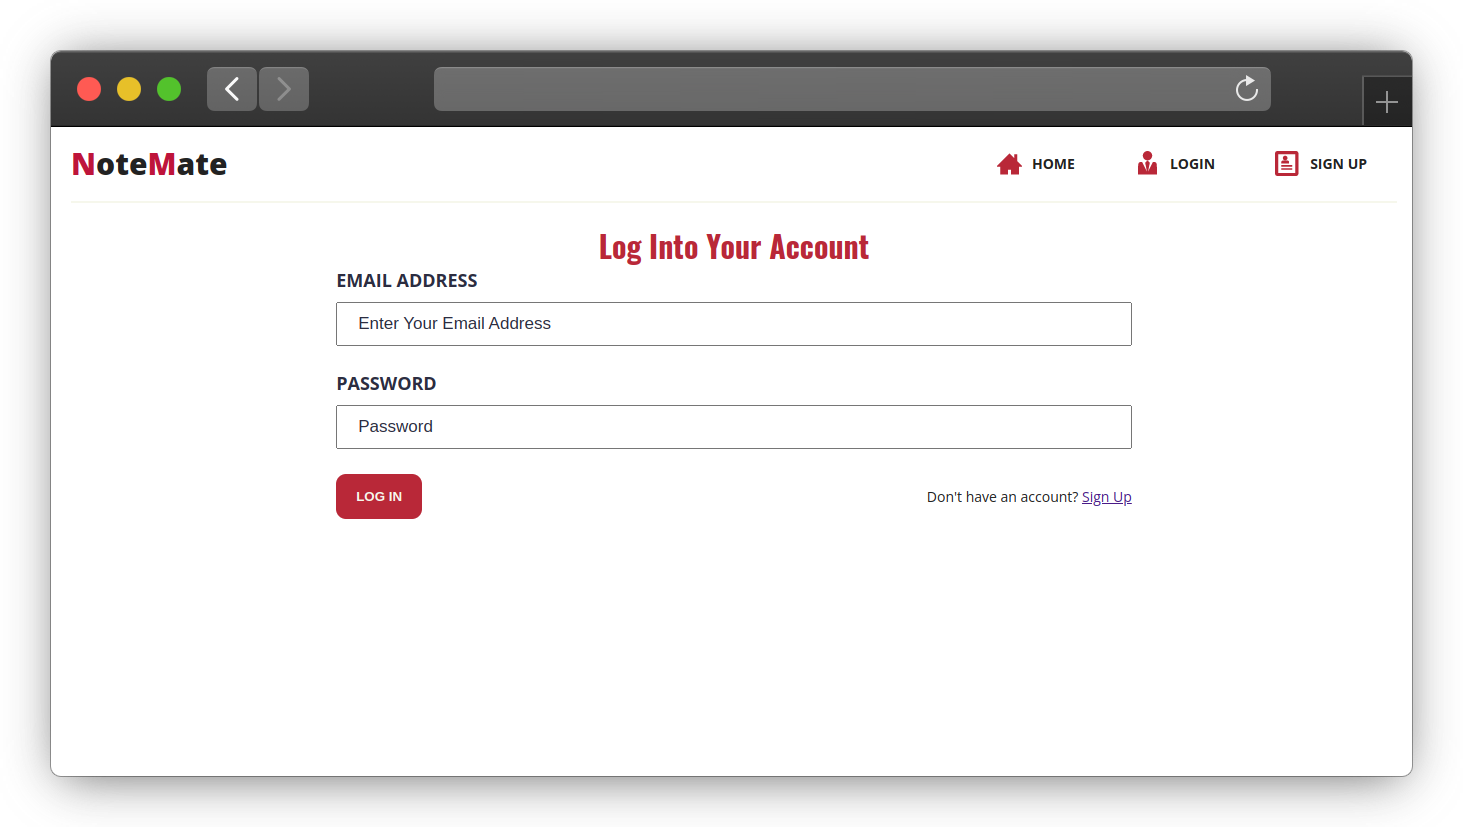 NoteMate
HOME
LOGIN
SIGN UP
Log Into Your Account
EMAIL ADDRESS
Enter Your Email Address
PASSWORD
Password
LOG IN
Don't have an account? Sign Up